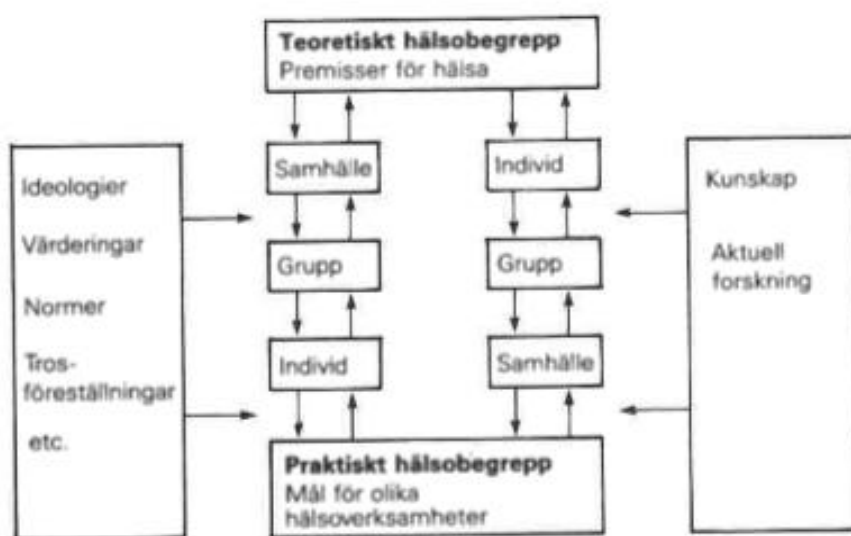 Teoretiskt hälsobegrepp
Premisser för hälsa
Ideologier
Värderingar
Normer
Tros-
föreställningar
etc.
Samhälle
Grupp
Individ
Individ
Grupp
Samhälle
Kunskap
Aktuell
forskning
Praktiskt hälsobegrepp
Mål för olika
hälsoverksamheter